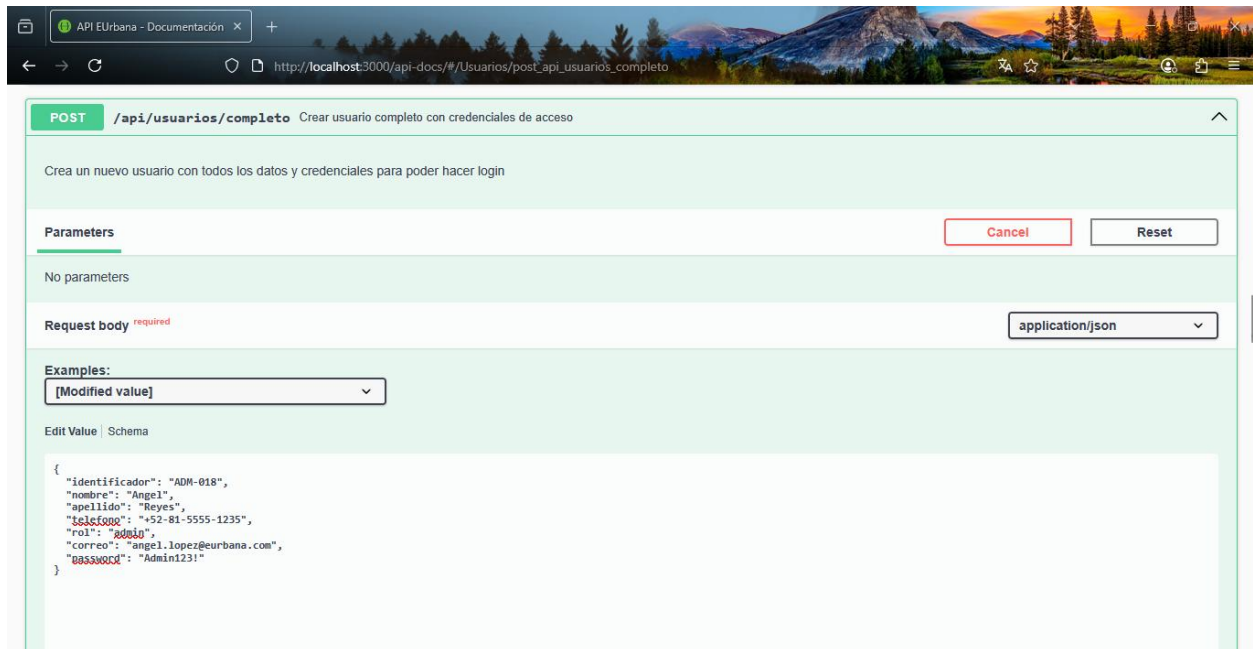 API EUrbana - Documentación
http://localhost:3000/api-docs/#/Usuarios/post_api_usuarios_completo
POST /api/usuarios/completo Crear usuario completo con credenciales de acceso
Crea un nuevo usuario con todos los datos y credenciales para poder hacer login
Parameters Cancel Reset
No parameters
Request body required application/json
Examples:
[Modified value]
Edit Value | Schema
{
"identificador": "ADM-018",
"nombre": "Angel",
"apellido": "Reyes",
"telefono": "+52-81-5555-1235",
"rol": "admin",
"correo": "angel.lopez@eurbana.com",
"password": "Admin123!"
}